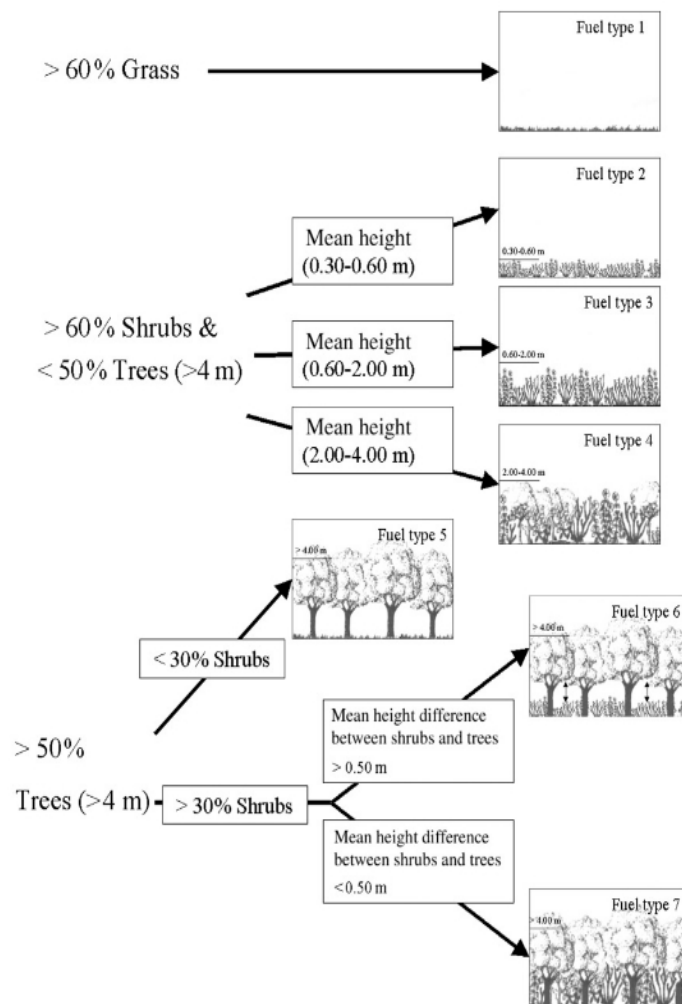 Fuel type 1
> 60% Grass
Fuel type 2
0.30-0.60 m
Mean height
(0.30-0.60 m)
Fuel type 3
0.60-2.00 m
> 60% Shrubs &
< 50% Trees (>4 m)
Mean height
(0.60-2.00 m)
Fuel type 4
2.00-4.00 m
Mean height
(2.00-4.00 m)
Fuel type 5
> 4.00 m
< 30% Shrubs
Fuel type 6
> 4.00 m
Mean height difference
between shrubs and trees
> 0.50 m
> 50%
Trees (>4 m)
> 30% Shrubs
Mean height difference
between shrubs and trees
<0.50 m
Fuel type 7
>4.00 m